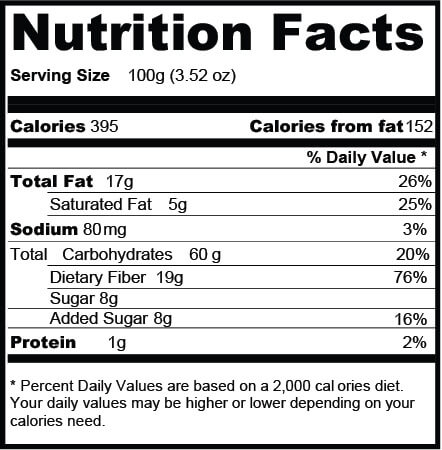 Nutrition Facts
Serving Size 100g (3.52 oz)
Calories 395 Calories from fat 152
% Daily Value *
Total Fat 17g 26%
Saturated Fat 5g 25%
Sodium 80mg 3%
Total Carbohydrates 60 g 20%
Dietary Fiber 19g 76%
Sugar 8g
Added Sugar 8g 16%
Protein 1g 2%
* Percent Daily Values are based on a 2,000 cal ories diet.
Your daily values may be higher or lower depending on your
calories need.